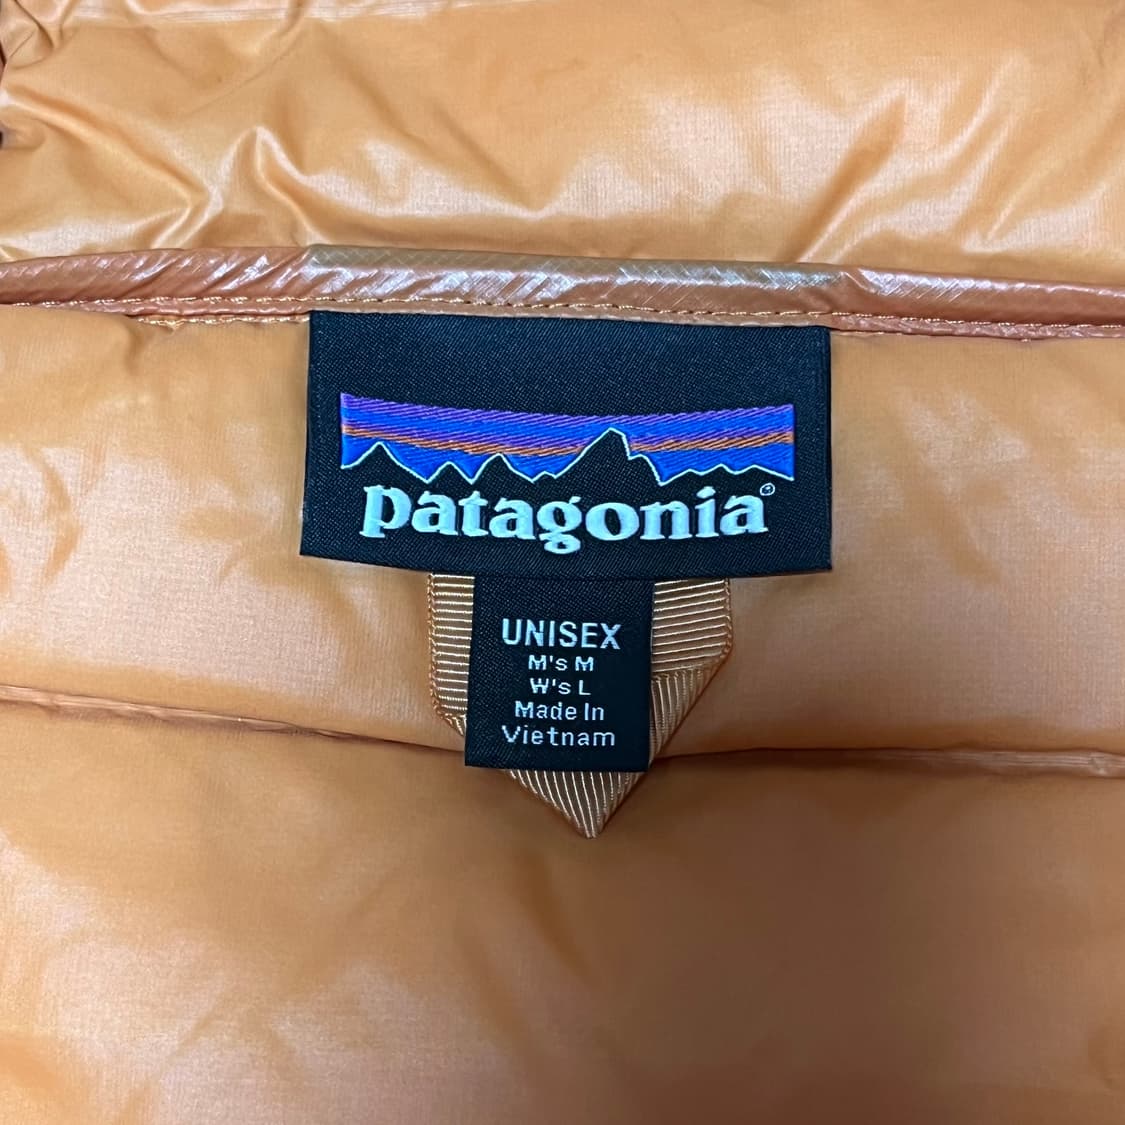 patagonia®
UNISEX
M's M
W's L
Made In
Vietnam